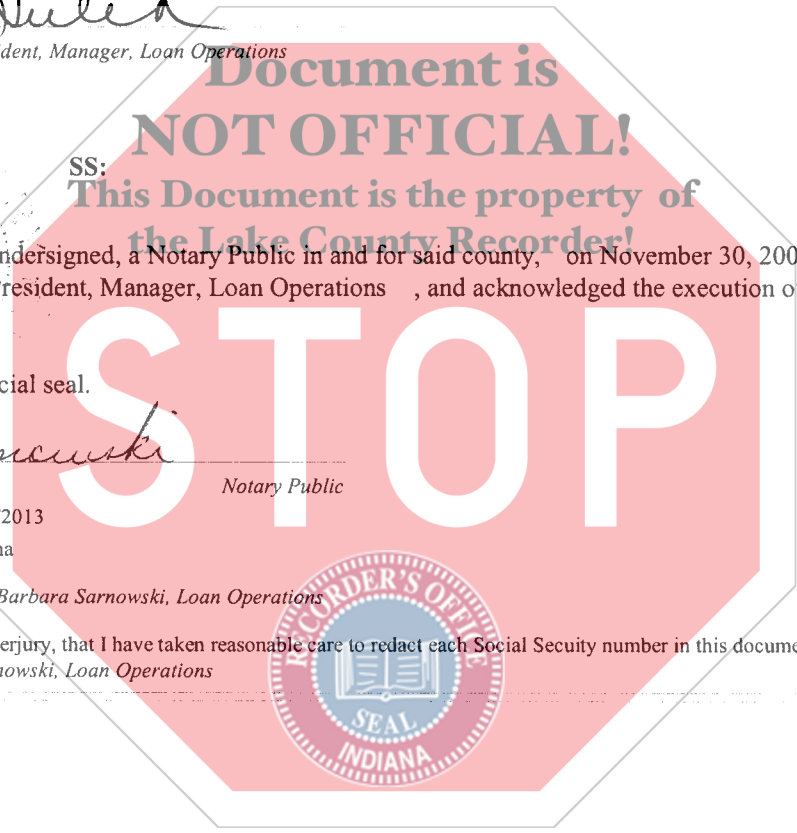 dent, Manager, Loan Operations
Document is
NOT OFFICIAL!
SS:
This Document is the property of
the Lake County Recorder!
ndersigned, a Notary Public in and for said county, on November 30, 200
resident, Manager, Loan Operations , and acknowledged the execution o
STOP
cial seal.
nowski
Notary Public
2013
na
Barbara Sarnowski, Loan Operations
erjury, that I have taken reasonable care to redact each Social Secuity number in this docume
nowski, Loan Operations
RECORDER'S OFFICE
SEAL
INDIANA